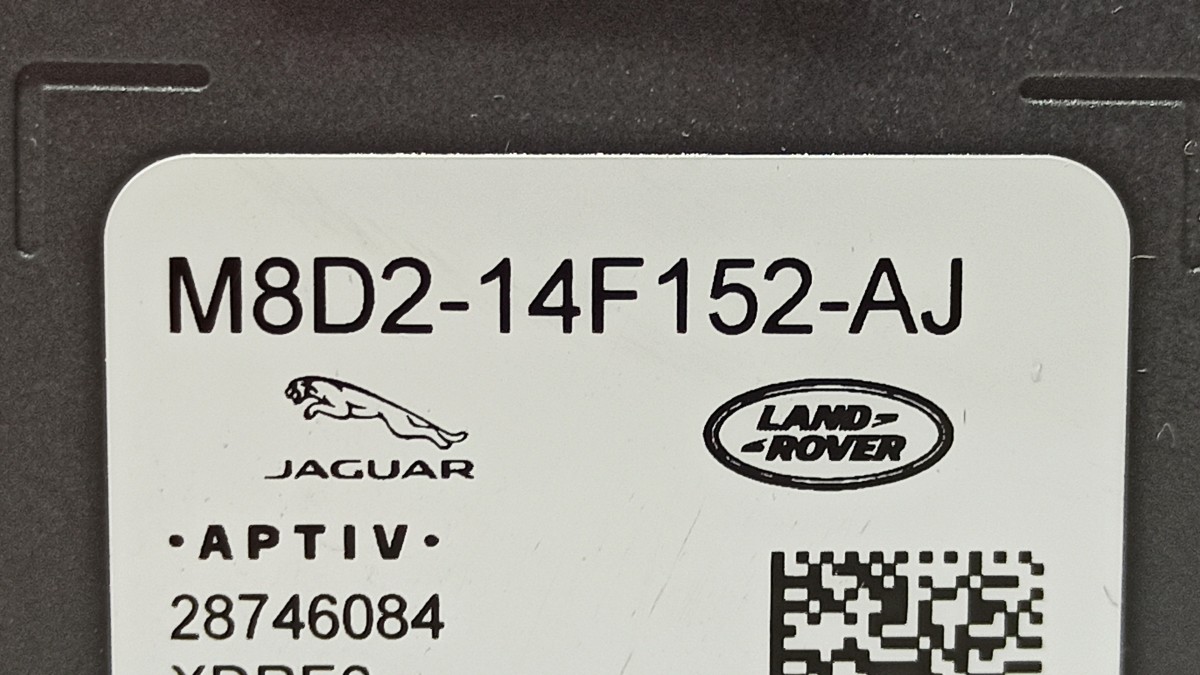 M8D2-14F152-AJ
JAGUAR
LAND
ROVER
·APTIV·
28746084